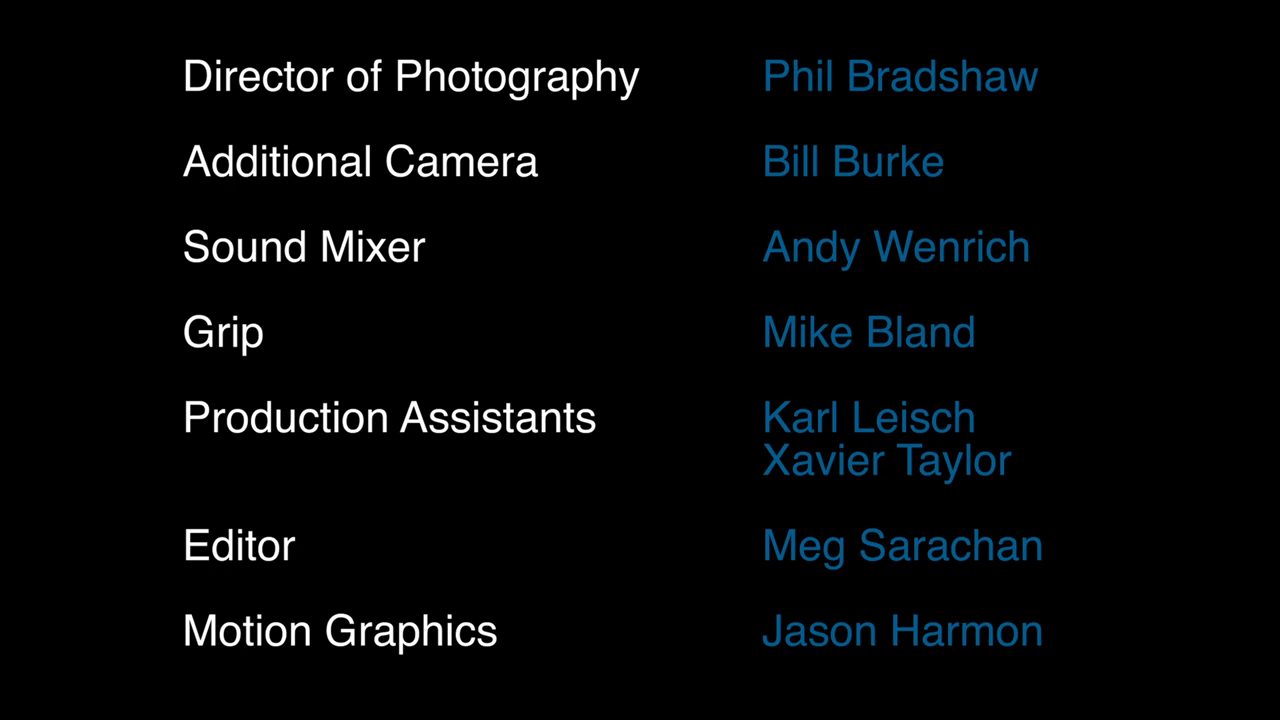 Director of Photography Phil Bradshaw
Additional Camera Bill Burke
Sound Mixer Andy Wenrich
Grip Mike Bland
Production Assistants Karl Leisch
Xavier Taylor
Editor Meg Sarachan
Motion Graphics Jason Harmon